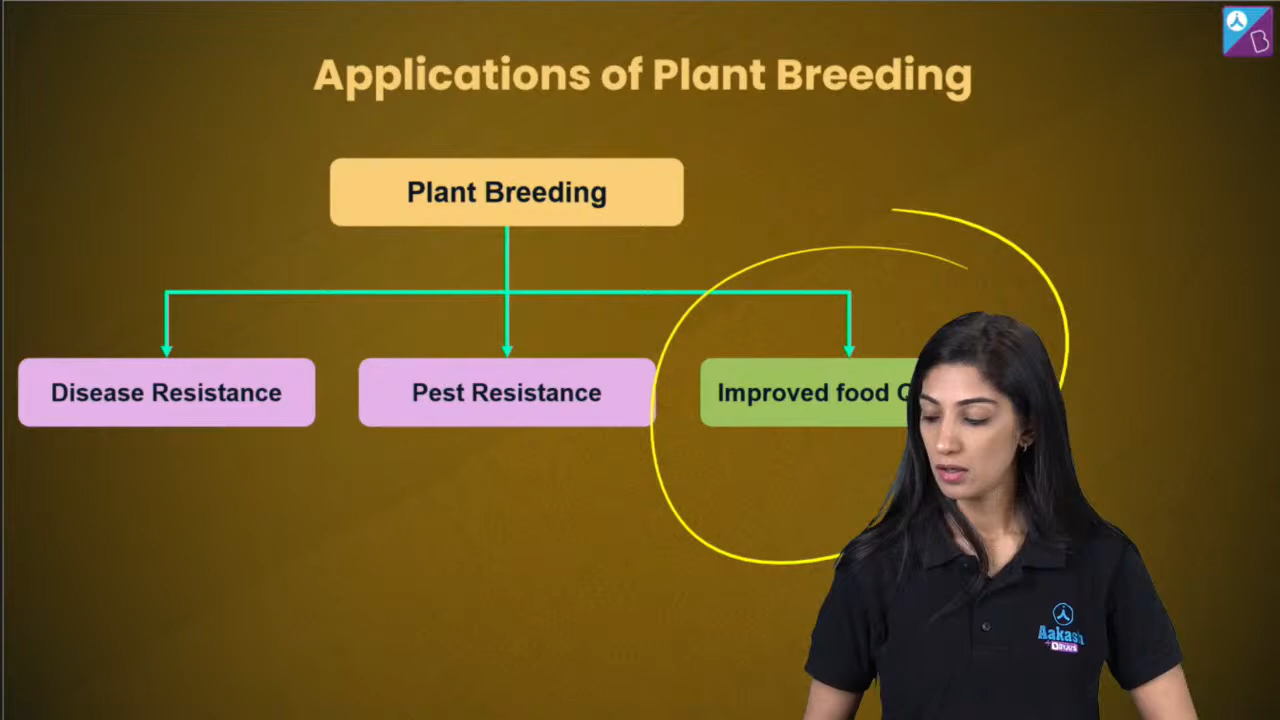 Applications of Plant Breeding
Plant Breeding
Disease Resistance
Pest Resistance
Improved food
Aakash